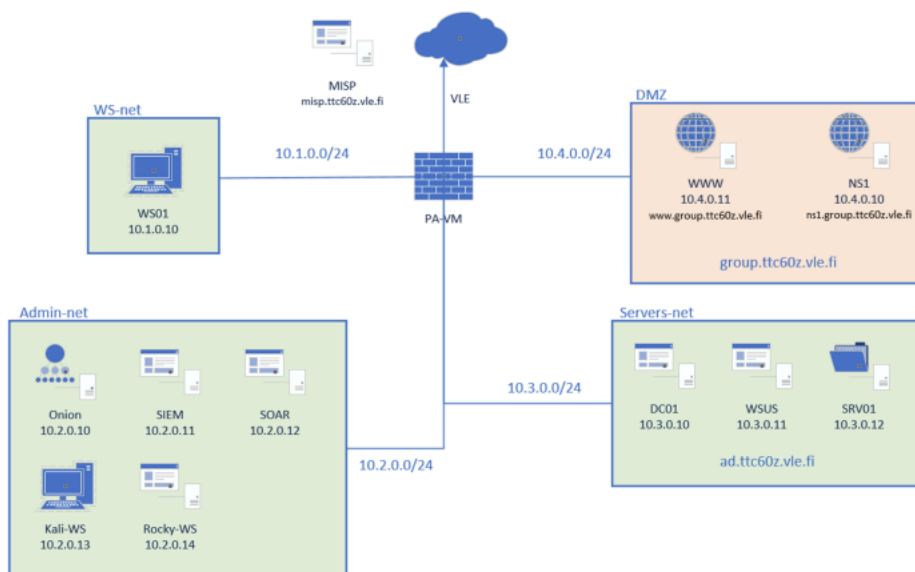 MISP
misp.ttc60z.vle.fi
VLE
WS-net
10.1.0.0/24
WS01
10.1.0.10
PA-VM
10.4.0.0/24
DMZ
WWW
10.4.0.11
www.group.ttc60z.vle.fi
NS1
10.4.0.10
ns1.group.ttc60z.vle.fi
group.ttc60z.vle.fi
Admin-net
Onion
10.2.0.10
SIEM
10.2.0.11
SOAR
10.2.0.12
Kali-WS
10.2.0.13
Rocky-WS
10.2.0.14
10.2.0.0/24
10.3.0.0/24
Servers-net
DC01
10.3.0.10
WSUS
10.3.0.11
SRV01
10.3.0.12
ad.ttc60z.vle.fi